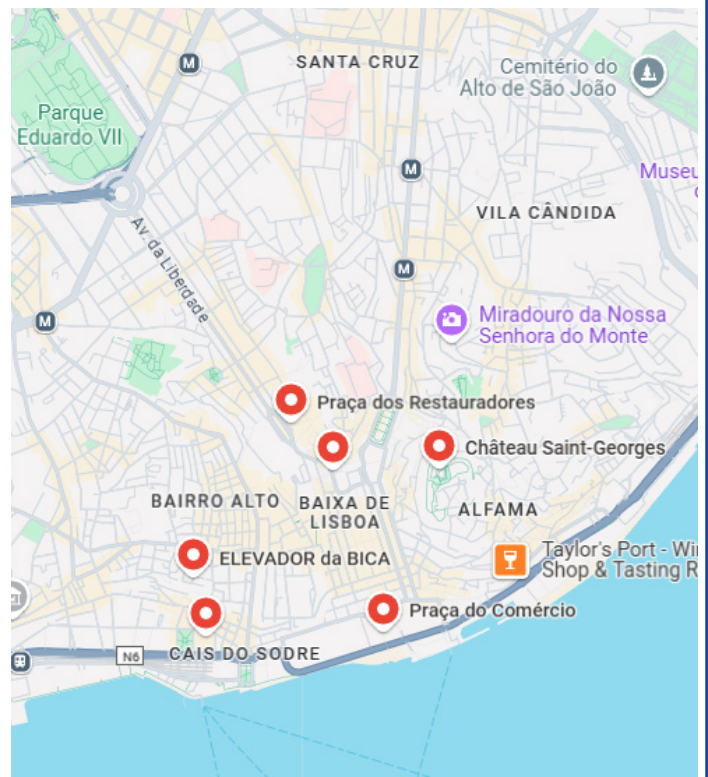 SANTA CRUZ
M
Cemitério do
Alto de São João
Parque
Eduardo VII
M
Museu
VILA CÂNDIDA
Av. da Liberdade
M
Miradouro da Nossa
Senhora do Monte
M
Praça dos Restauradores
Château Saint-Georges
BAIRRO ALTO
BAIXA DE
LISBOA
ALFAMA
ELEVADOR da BICA
Taylor's Port - Wi
Shop & Tasting R
Praça do Comércio
CAIS DO SODRE
N6